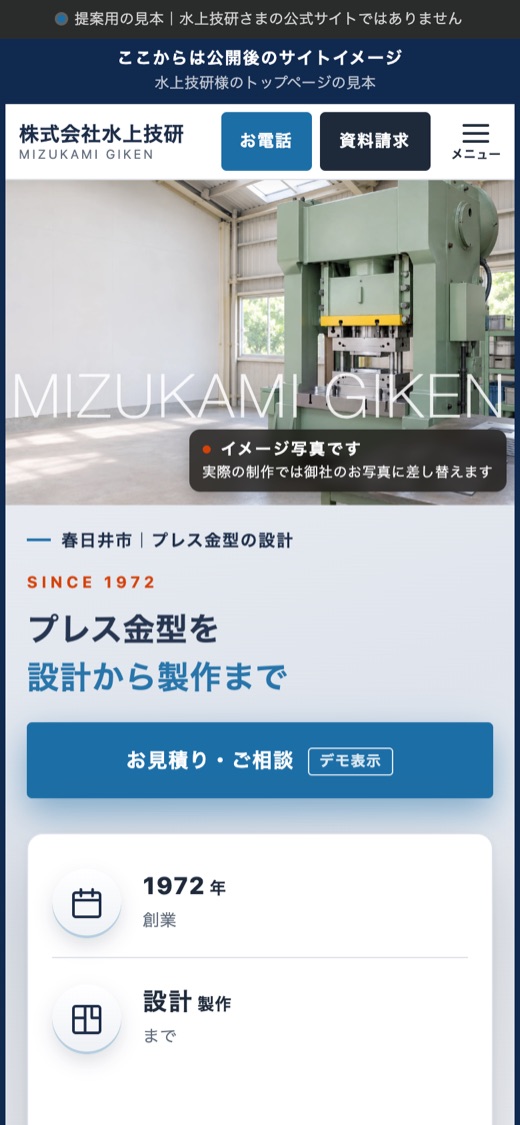 提案用の見本｜水上技研さまの公式サイトではありません
ここからは公開後のサイトイメージ
水上技研様のトップページの見本
株式会社水上技研
MIZUKAMI GIKEN
お電話
資料請求
メニュー
MIZUKAMI GIKEN
イメージ写真です
実際の制作では御社のお写真に差し替えます
春日井市｜プレス金型の設計
SINCE 1972
プレス金型を
設計から製作まで
お見積り・ご相談 デモ表示
1972 年
創業
設計 製作
まで